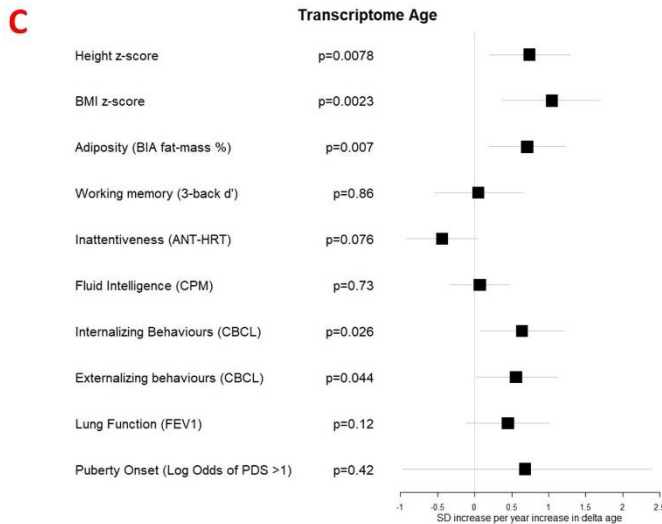 C
Transcriptome Age
Height z-score p=0.0078
BMI z-score p=0.0023
Adiposity (BIA fat-mass %) p=0.007
Working memory (3-back d') p=0.86
Inattentiveness (ANT-HRT) p=0.076
Fluid Intelligence (CPM) p=0.73
Internalizing Behaviours (CBCL) p=0.026
Externalizing behaviours (CBCL) p=0.044
Lung Function (FEV1) p=0.12
Puberty Onset (Log Odds of PDS >1) p=0.42
-1 -0.5 0 0.5 1 1.5 2 2.5
SD increase per year increase in delta age